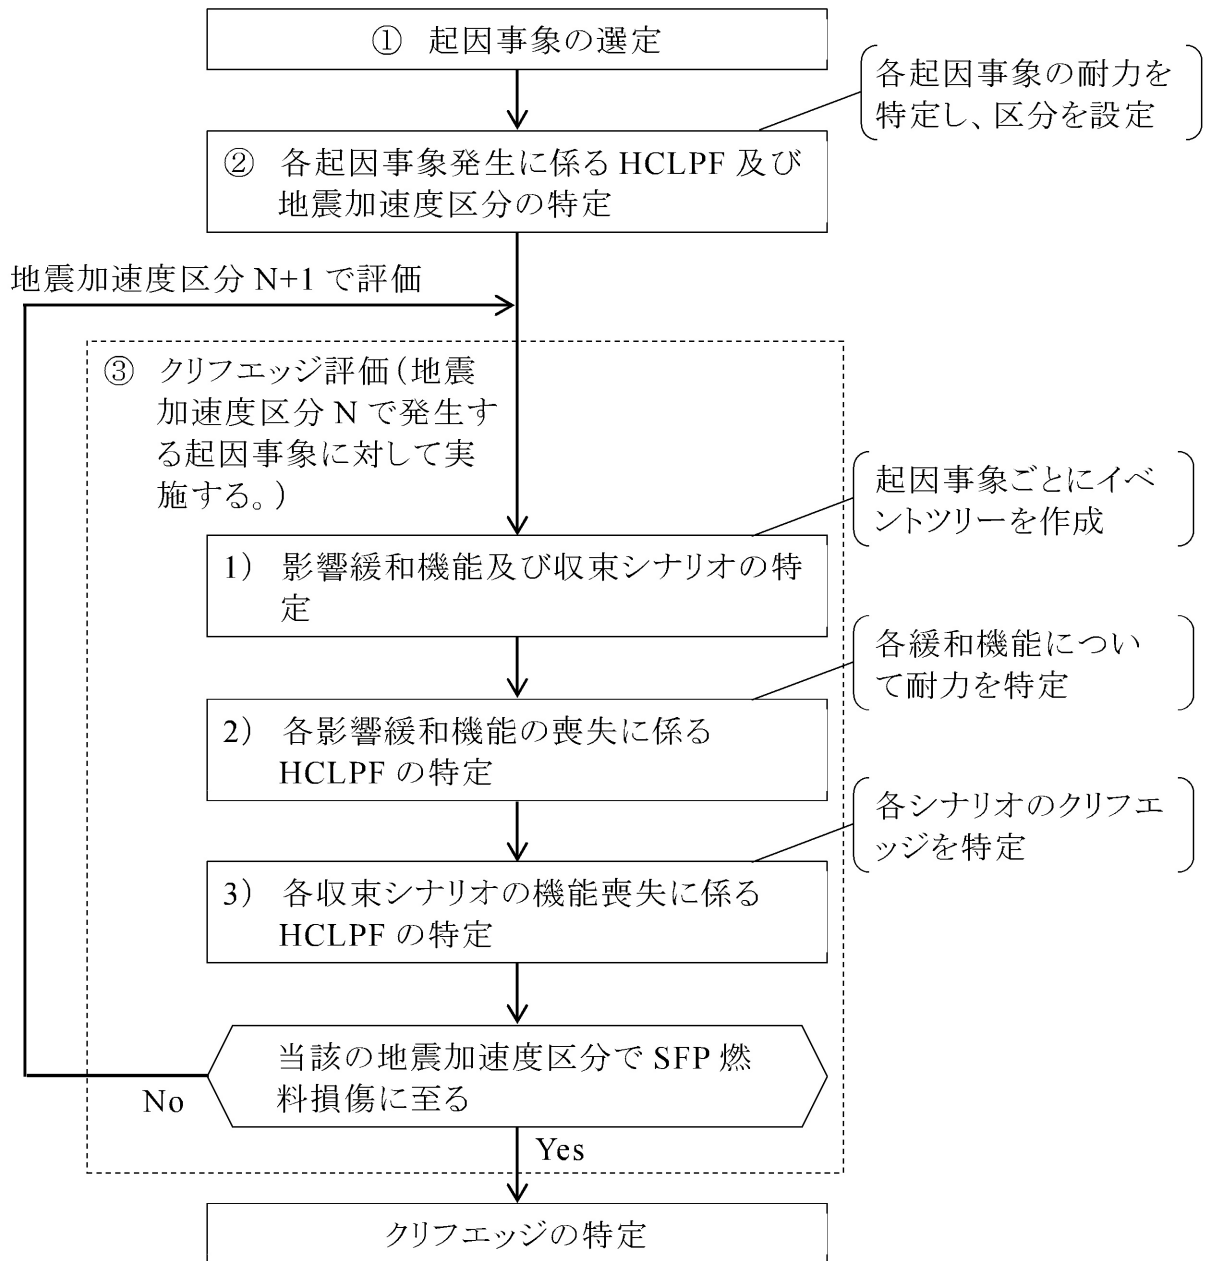 ① 起因事象の選定
各起因事象の耐力を
特定し、区分を設定
② 各起因事象発生に係る HCLPF 及び
地震加速度区分の特定
地震加速度区分 N+1 で評価
③ クリフエッジ評価(地震
加速度区分 N で発生す
る起因事象に対して実
施する。)
起因事象ごとにイベ
ントツリーを作成
1) 影響緩和機能及び収束シナリオの特
定
各緩和機能につい
て耐力を特定
2) 各影響緩和機能の喪失に係る
HCLPF の特定
各シナリオのクリフエ
ッジを特定
3) 各収束シナリオの機能喪失に係る
HCLPF の特定
当該の地震加速度区分で SFP 燃
料損傷に至る
No
Yes
クリフエッジの特定